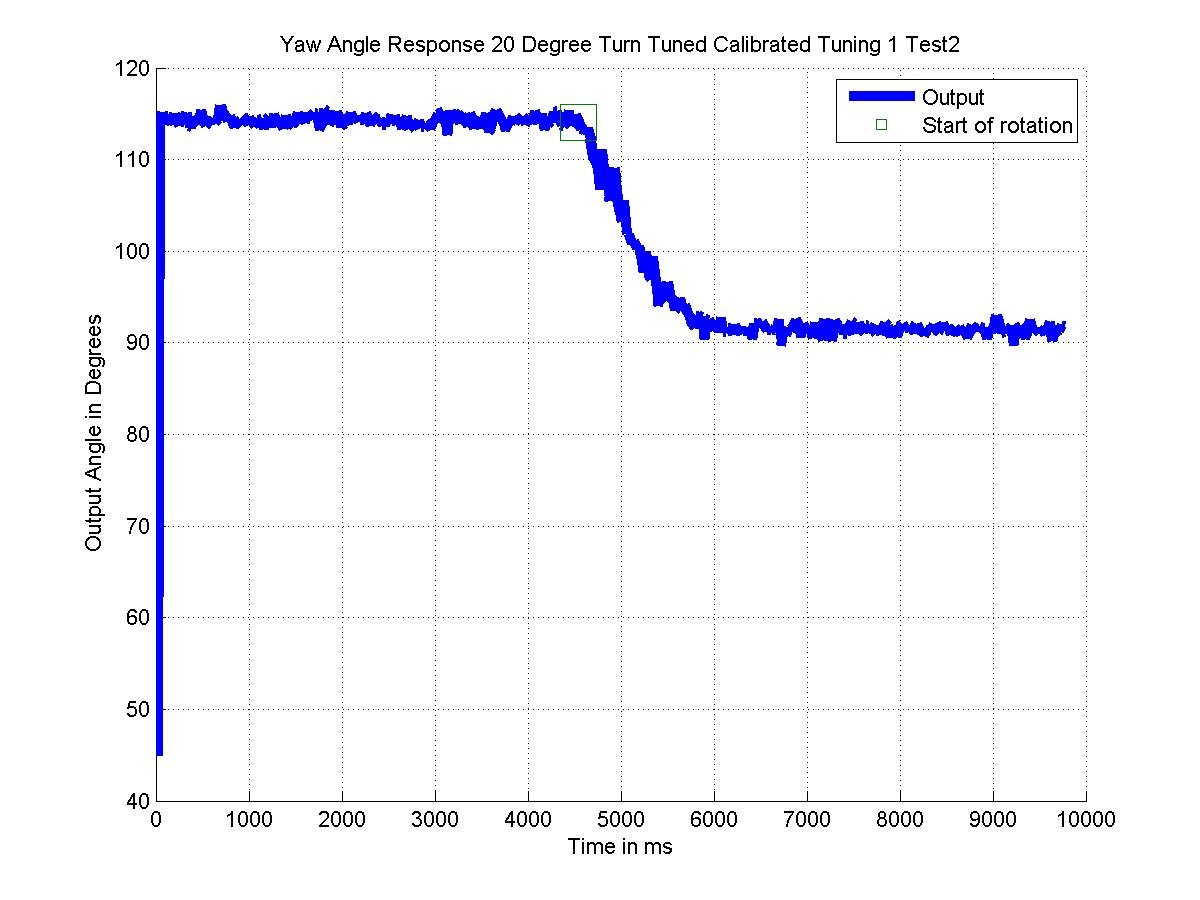 Yaw Angle Response 20 Degree Turn Tuned Calibrated Tuning 1 Test2
Output
Start of rotation
120
110
100
90
80
70
60
50
40
Output Angle in Degrees
0 1000 2000 3000 4000 5000 6000 7000 8000 9000 10000
Time in ms